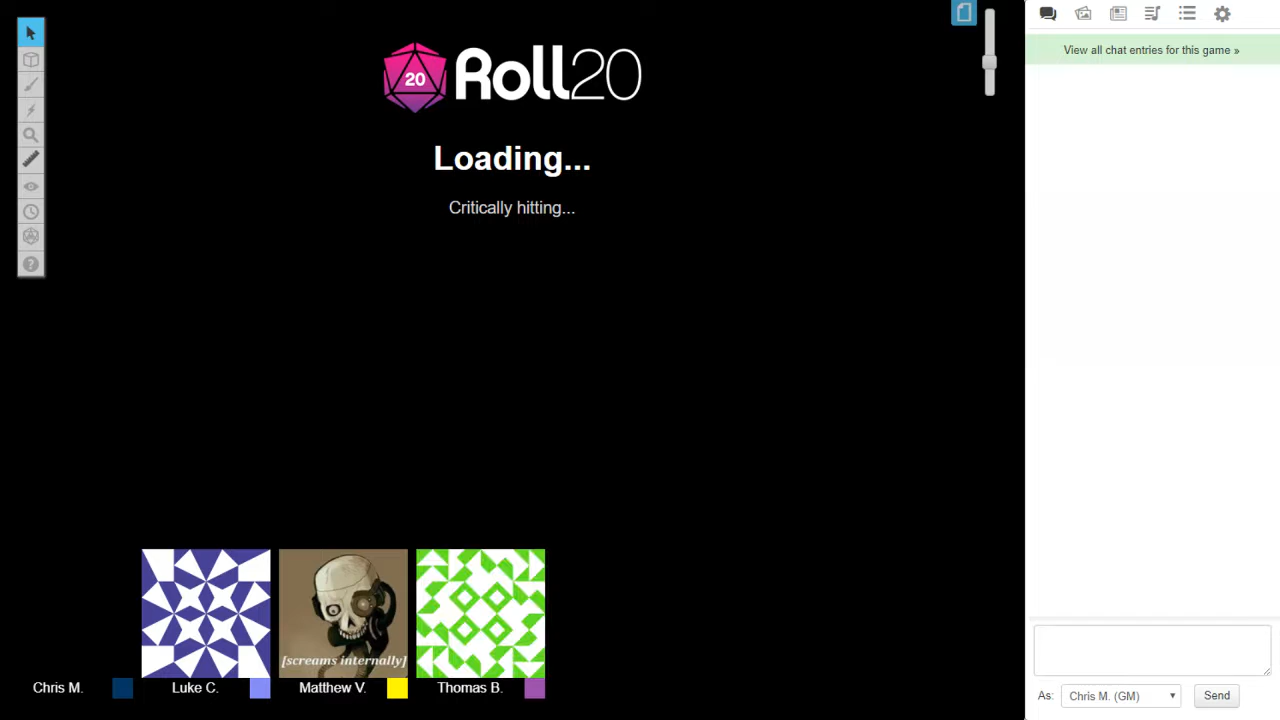 20 Roll20
Loading...
Critically hitting...
View all chat entries for this game »
[screams internally]
Chris M.
Luke C.
Matthew V.
Thomas B.
As:
Chris M. (GM)
Send